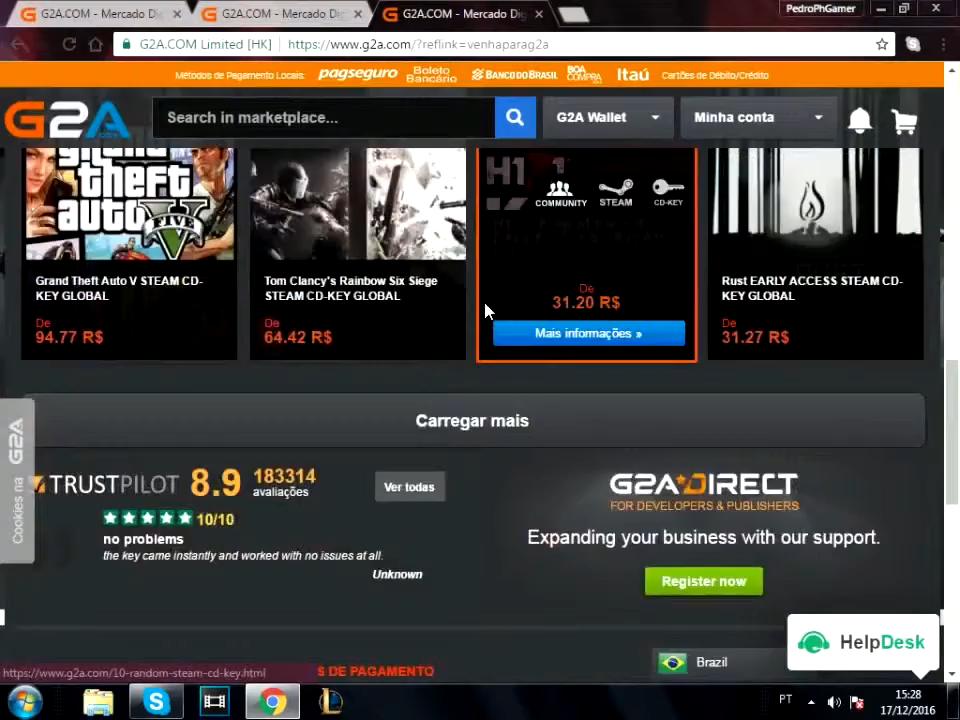 G2A.COM - Mercado Di
G2A.COM - Mercado Di
G2A.COM - Mercado Dig
PedroPhGamer
G2A.COM Limited [HK]
https://www.g2a.com/?reflink=venhaparag2a
Métodos de Pagamento Locais: pagseguro Boleto Bancário BANCO DO BRASIL BOA COMPRA Itaú Cartões de Débito/Crédito
G2A
.COM
Search in marketplace...
G2A Wallet
Minha conta
grand
theft
auto V
FIVE
H1
COMMUNITY
STEAM
CD-KEY
Grand Theft Auto V STEAM CD-
KEY GLOBAL
De
94.77 R$
Tom Clancy's Rainbow Six Siege
STEAM CD-KEY GLOBAL
De
64.42 R$
De
31.20 R$
Mais informações »
Rust EARLY ACCESS STEAM CD-
KEY GLOBAL
De
31.27 R$
Carregar mais
Cookies na G2A
TRUSTPILOT 8.9 183314
avaliações
Ver todas
10/10
no problems
the key came instantly and worked with no issues at all.
Unknown
G2A DIRECT
FOR DEVELOPERS & PUBLISHERS
Expanding your business with our support.
Register now
HelpDesk
https://www.g2a.com/10-random-steam-cd-key.html
S DE PAGAMENTO
Brazil
PT
15:28
17/12/2016